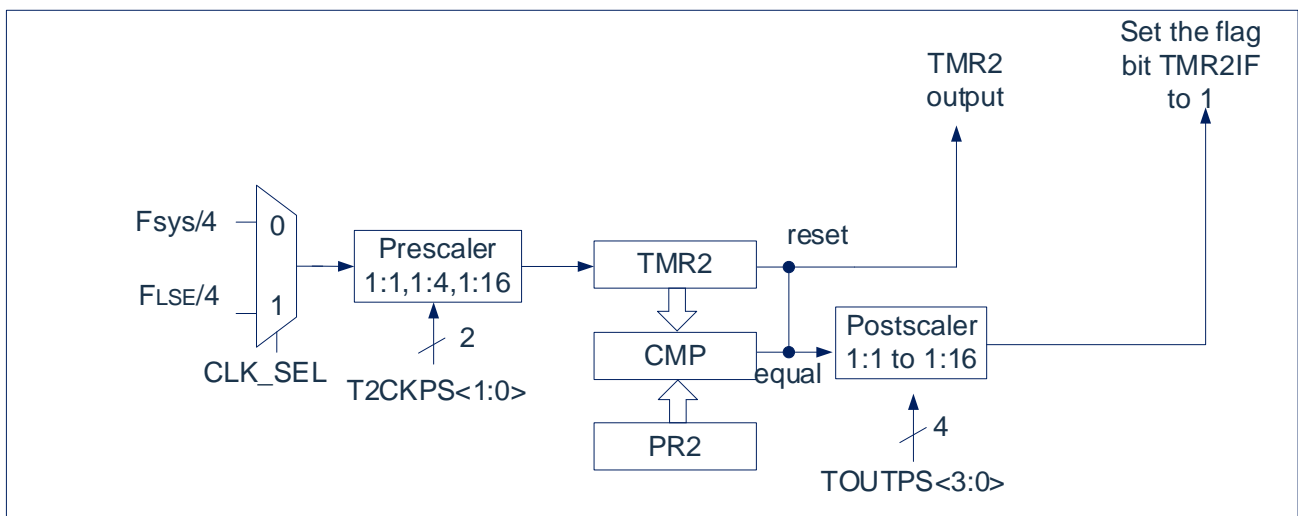 Set the flag
bit TMR2IF
to 1
TMR2
output
Fsys/4
0
Prescaler
1:1,1:4,1:16
TMR2
reset
FLSE/4
1
2
CMP
equal
Postscaler
1:1 to 1:16
CLK_SEL
T2CKPS<1:0>
PR2
4
TOUTPS<3:0>